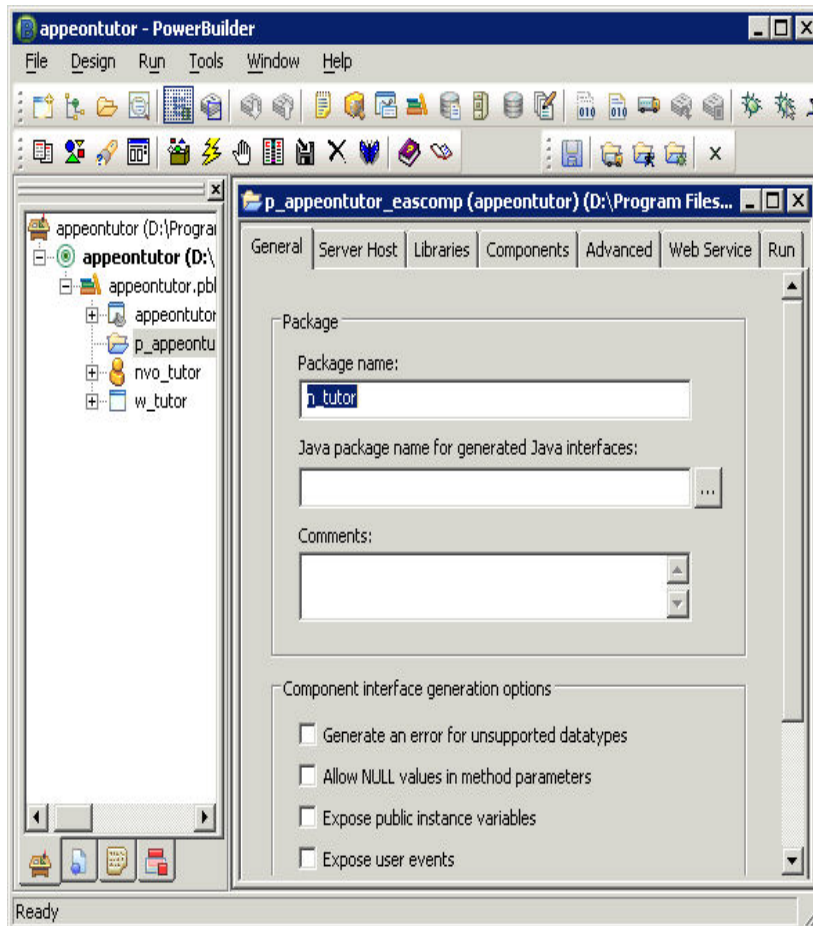 appeontutor - PowerBuilder
File Design Run Tools Window Help
appeontutor (D:\Progra
appeontutor (D:\
appeontutor.pbl
appeontutor
p_appeontu
nvo_tutor
w_tutor
p_appeontutor_eascomp (appeontutor) (D:\Program Files...
General Server Host Libraries Components Advanced Web Service Run
Package
Package name:
n_tutor
Java package name for generated Java interfaces:
...
Comments:
Component interface generation options
Generate an error for unsupported datatypes
Allow NULL values in method parameters
Expose public instance variables
Expose user events
Ready